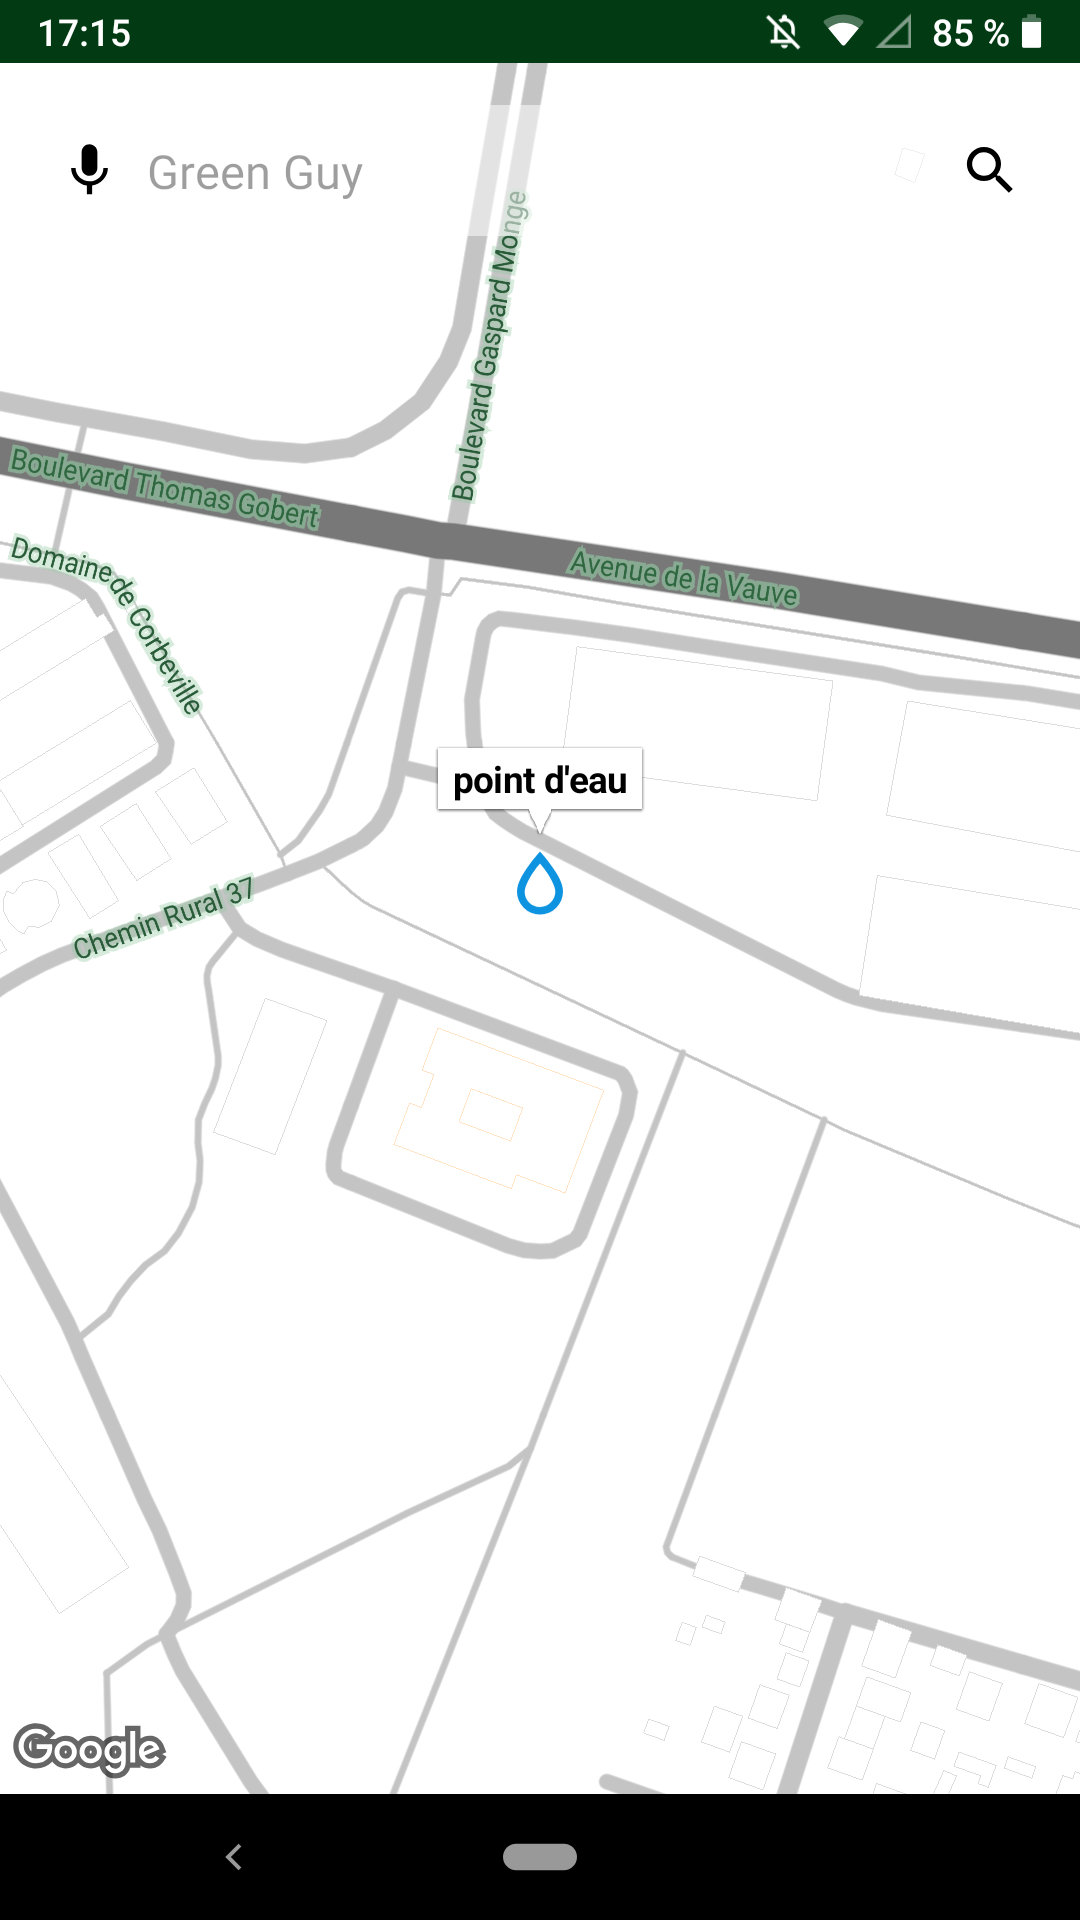 17:15
85 %
Green Guy
Boulevard Gaspard Monge
Boulevard Thomas Gobert
Avenue de la Vauve
Domaine de Corbeville
point d'eau
Chemin Rural 37
Google